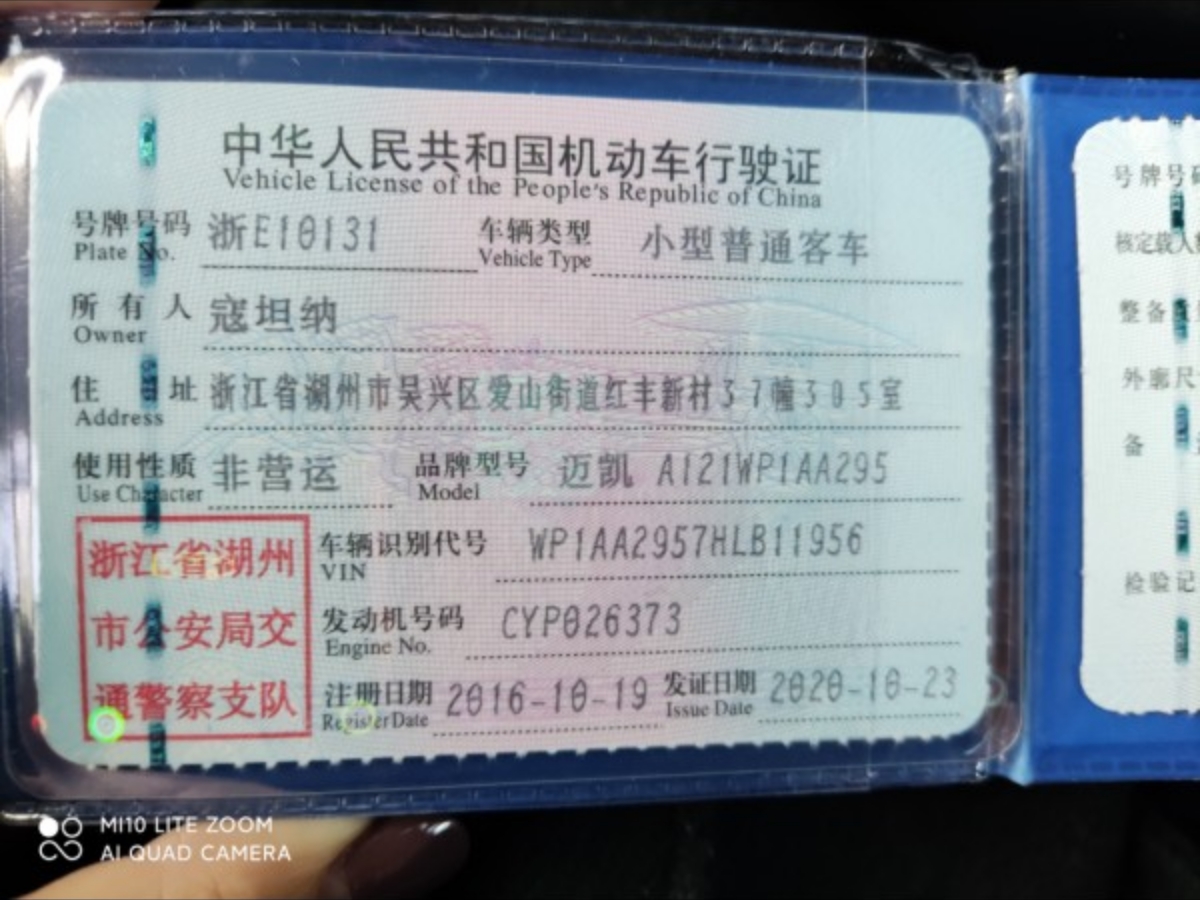 中华人民共和国机动车行驶证
Vehicle License of the People's Republic of China
号牌号码 浙E10131 车辆类型 小型普通客车
Plate No. Vehicle Type
所有人 寇坦纳
Owner
住址 浙江省湖州市吴兴区爱山街道红丰新村37幢305室
Address
使用性质 非营运 品牌型号 迈凯 A121WP1AA295
Use Character Model
浙江省湖州
市公安局交
通警察支队
车辆识别代号 WP1AA2957HLB11956
VIN
发动机号码 CYP026373
Engine No.
注册日期 2016-10-19 发证日期 2020-10-23
Register Date Issue Date
号牌号码
核定载人
整备
外廓尺
备
检验记
MI10 LITE ZOOM
AI QUAD CAMERA